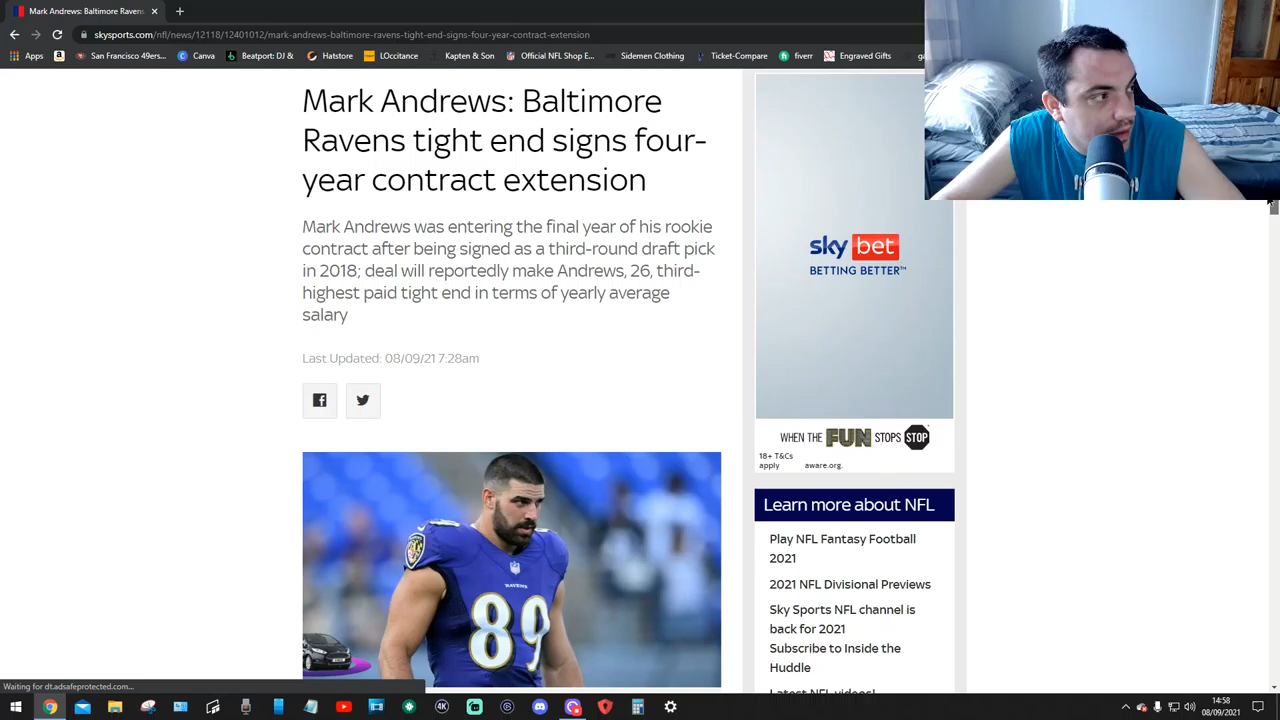 Mark Andrews: Baltimore Ravens
skysports.com/nfl/news/12118/12401012/mark-andrews-baltimore-ravens-tight-end-signs-four-year-contract-extension
Apps
San Francisco 49ers...
Canva
Beatport: DJ &
Hatstore
LOccitane
Kapten & Son
Official NFL Shop E...
Sidemen Clothing
Ticket-Compare
fiverr
Engraved Gifts
Mark Andrews: Baltimore
Ravens tight end signs four-
year contract extension
Mark Andrews was entering the final year of his rookie
contract after being signed as a third-round draft pick
in 2018; deal will reportedly make Andrews, 26, third-
highest paid tight end in terms of yearly average
salary
Last Updated: 08/09/21 7:28am
RAVENS
89
sky bet
BETTING BETTER™
WHEN THE FUN STOPS STOP
18+ T&Cs
apply
aware.org.
Learn more about NFL
Play NFL Fantasy Football
2021
2021 NFL Divisional Previews
Sky Sports NFL channel is
back for 2021
Subscribe to Inside the
Huddle
Latest NFL videos!
Waiting for dt.adsafeprotected.com...
4K
14:58
08/09/2021